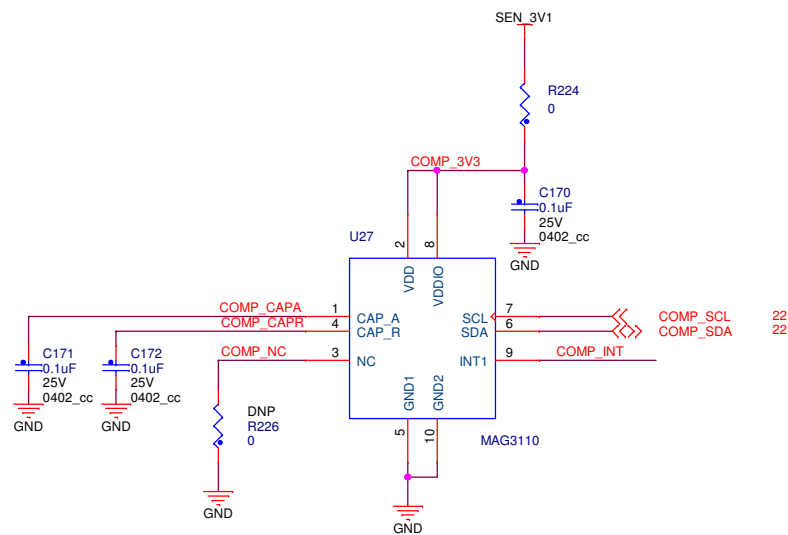 SEN_3V1
R224
0
COMP_3V3
C170
0.1uF
25V
0402_cc
GND
U27
2
8
VDD
VDDIO
COMP_CAPA
1
CAP_A
SCL
7
COMP_SCL
22
COMP_CAPR
4
CAP_R
SDA
6
COMP_SDA
22
COMP_NC
3
NC
INT1
9
COMP_INT
C171
0.1uF
25V
0402_cc
GND
C172
0.1uF
25V
0402_cc
GND
DNP
R226
0
GND
GND1
GND2
5
10
MAG3110
GND